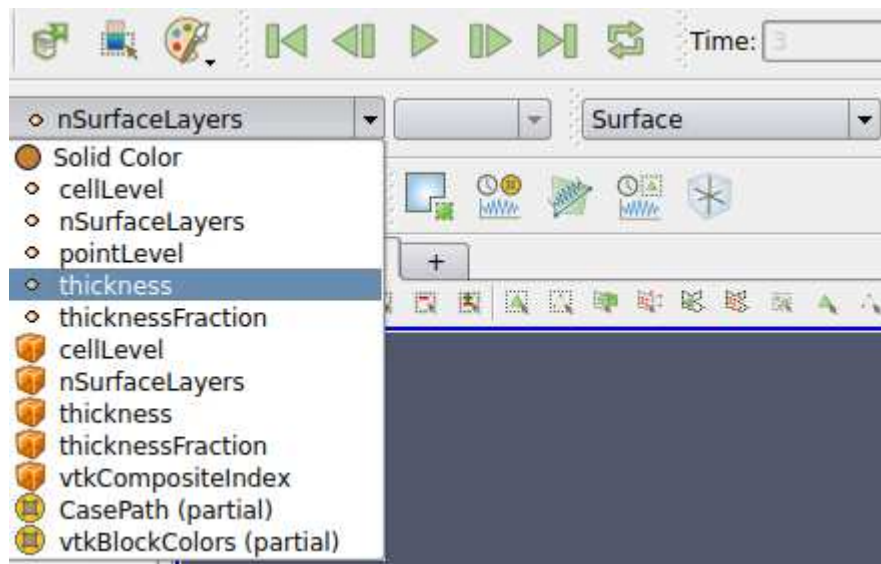 Time: 3
nSurfaceLayers
Surface
Solid Color
cellLevel
nSurfaceLayers
pointLevel
+
thickness
thicknessFraction
cellLevel
nSurfaceLayers
thickness
thicknessFraction
vtkCompositeIndex
CasePath (partial)
vtkBlockColors (partial)